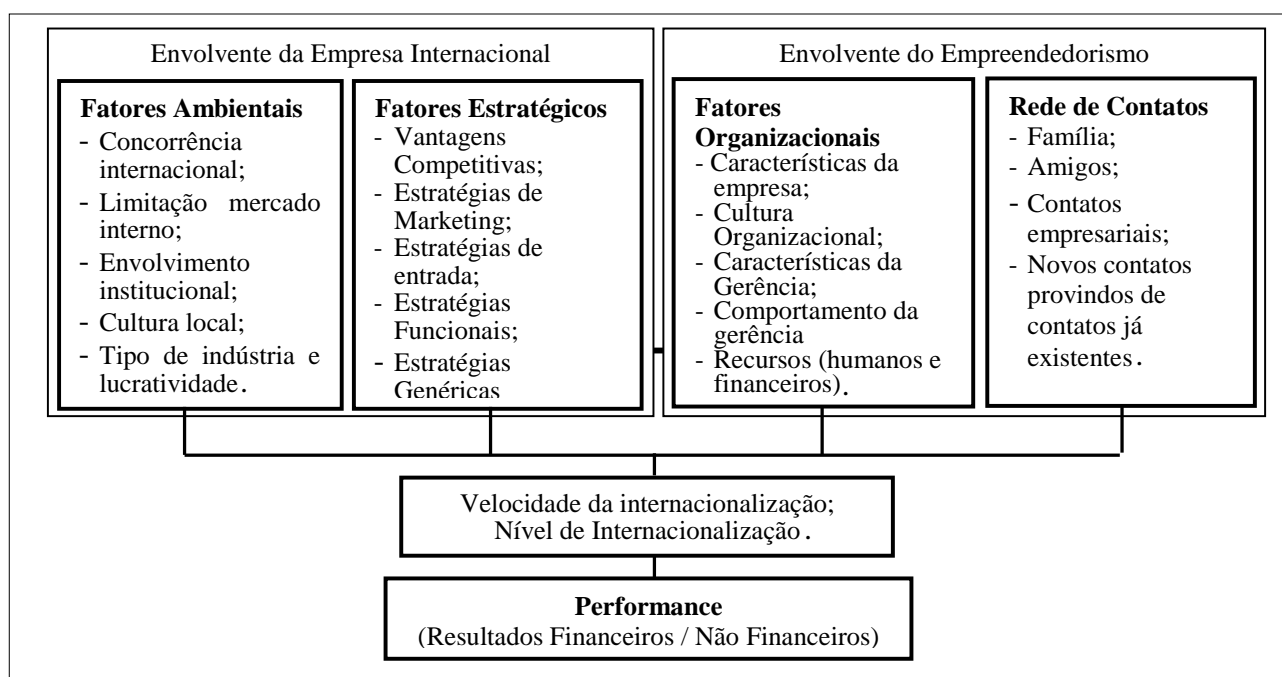 Envolvente da Empresa Internacional
Fatores Ambientais
- Concorrência
internacional;
- Limitação mercado
interno;
- Envolvimento
institucional;
- Cultura local;
- Tipo de indústria e
lucratividade.
Fatores Estratégicos
- Vantagens
Competitivas;
- Estratégias de
Marketing;
- Estratégias de
entrada;
- Estratégias
Funcionais;
- Estratégias
Genéricas
Envolvente do Empreendedorismo
Fatores
Organizacionais
- Características da
empresa;
- Cultura
Organizacional;
- Características da
Gerência;
- Comportamento da
gerência
- Recursos (humanos e
financeiros).
Rede de Contatos
- Família;
- Amigos;
- Contatos
empresariais;
- Novos contatos
provindos de
contatos já
existentes.
Velocidade da internacionalização;
Nível de Internacionalização.
Performance
(Resultados Financeiros / Não Financeiros)